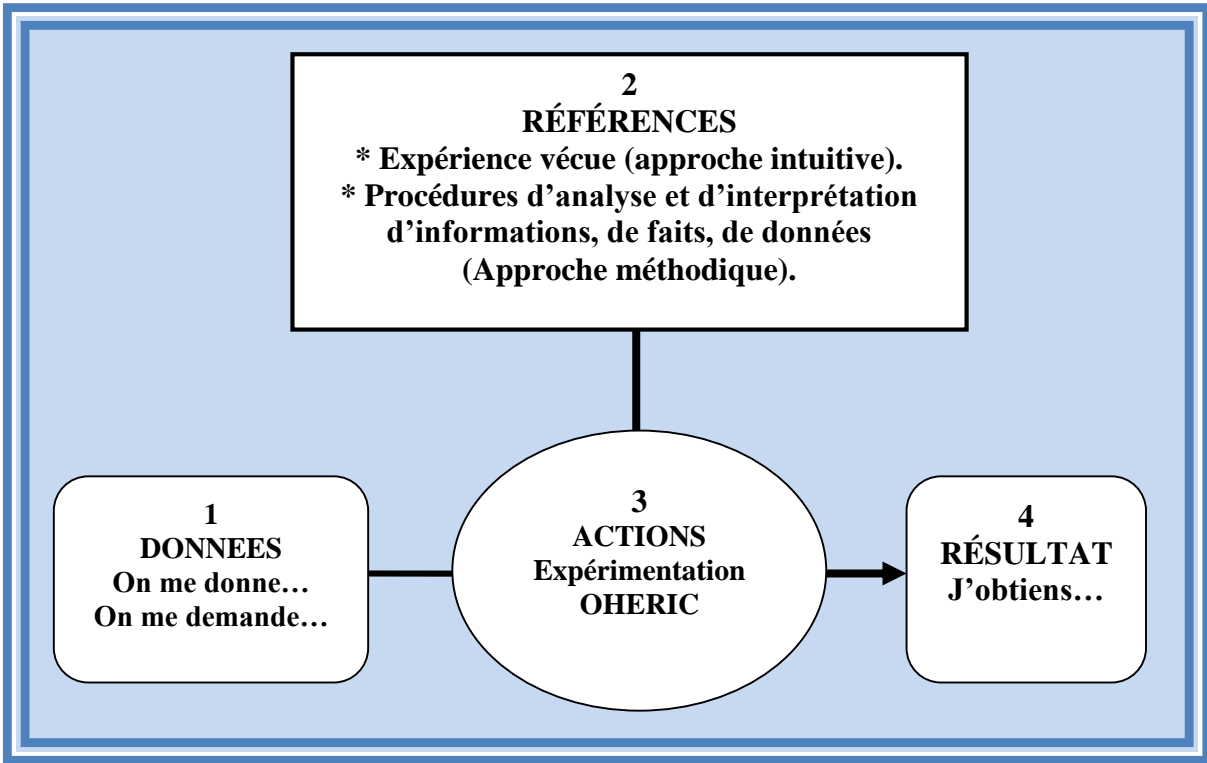 2
RÉFÉRENCES
* Expérience vécue (approche intuitive).
* Procédures d’analyse et d’interprétation
d’informations, de faits, de données
(Approche méthodique).
1
DONNEES
On me donne…
On me demande…
3
ACTIONS
Expérimentation
OHERIC
4
RÉSULTAT
J’obtiens…